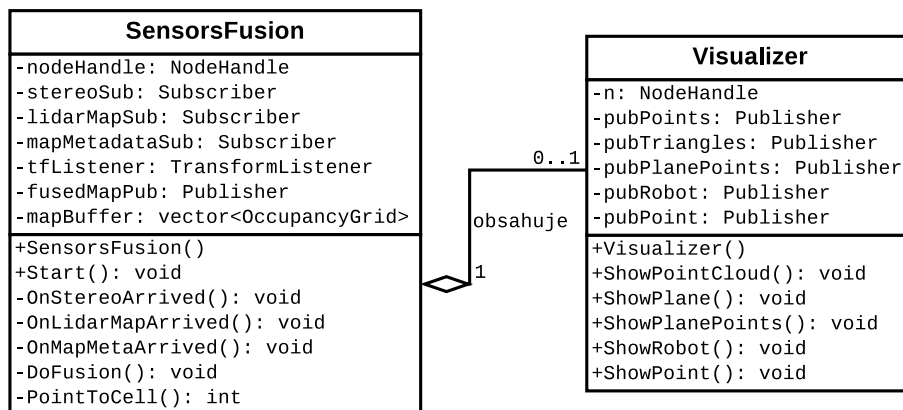 SensorsFusion
-nodeHandle: NodeHandle
-stereoSub: Subscriber
-lidarMapSub: Subscriber
-mapMetadataSub: Subscriber
-tfListener: TransformListener
-fusedMapPub: Publisher
-mapBuffer: vector<OccupancyGrid>
+SensorsFusion()
+Start(): void
-OnStereoArrived(): void
-OnLidarMapArrived(): void
-OnMapMetaArrived(): void
-DoFusion(): void
-PointToCell(): int
0..1
obsahuje
1
Visualizer
-n: NodeHandle
-pubPoints: Publisher
-pubTriangles: Publisher
-pubPlanePoints: Publisher
-pubRobot: Publisher
-pubPoint: Publisher
+Visualizer()
+ShowPointCloud(): void
+ShowPlane(): void
+ShowPlanePoints(): void
+ShowRobot(): void
+ShowPoint(): void